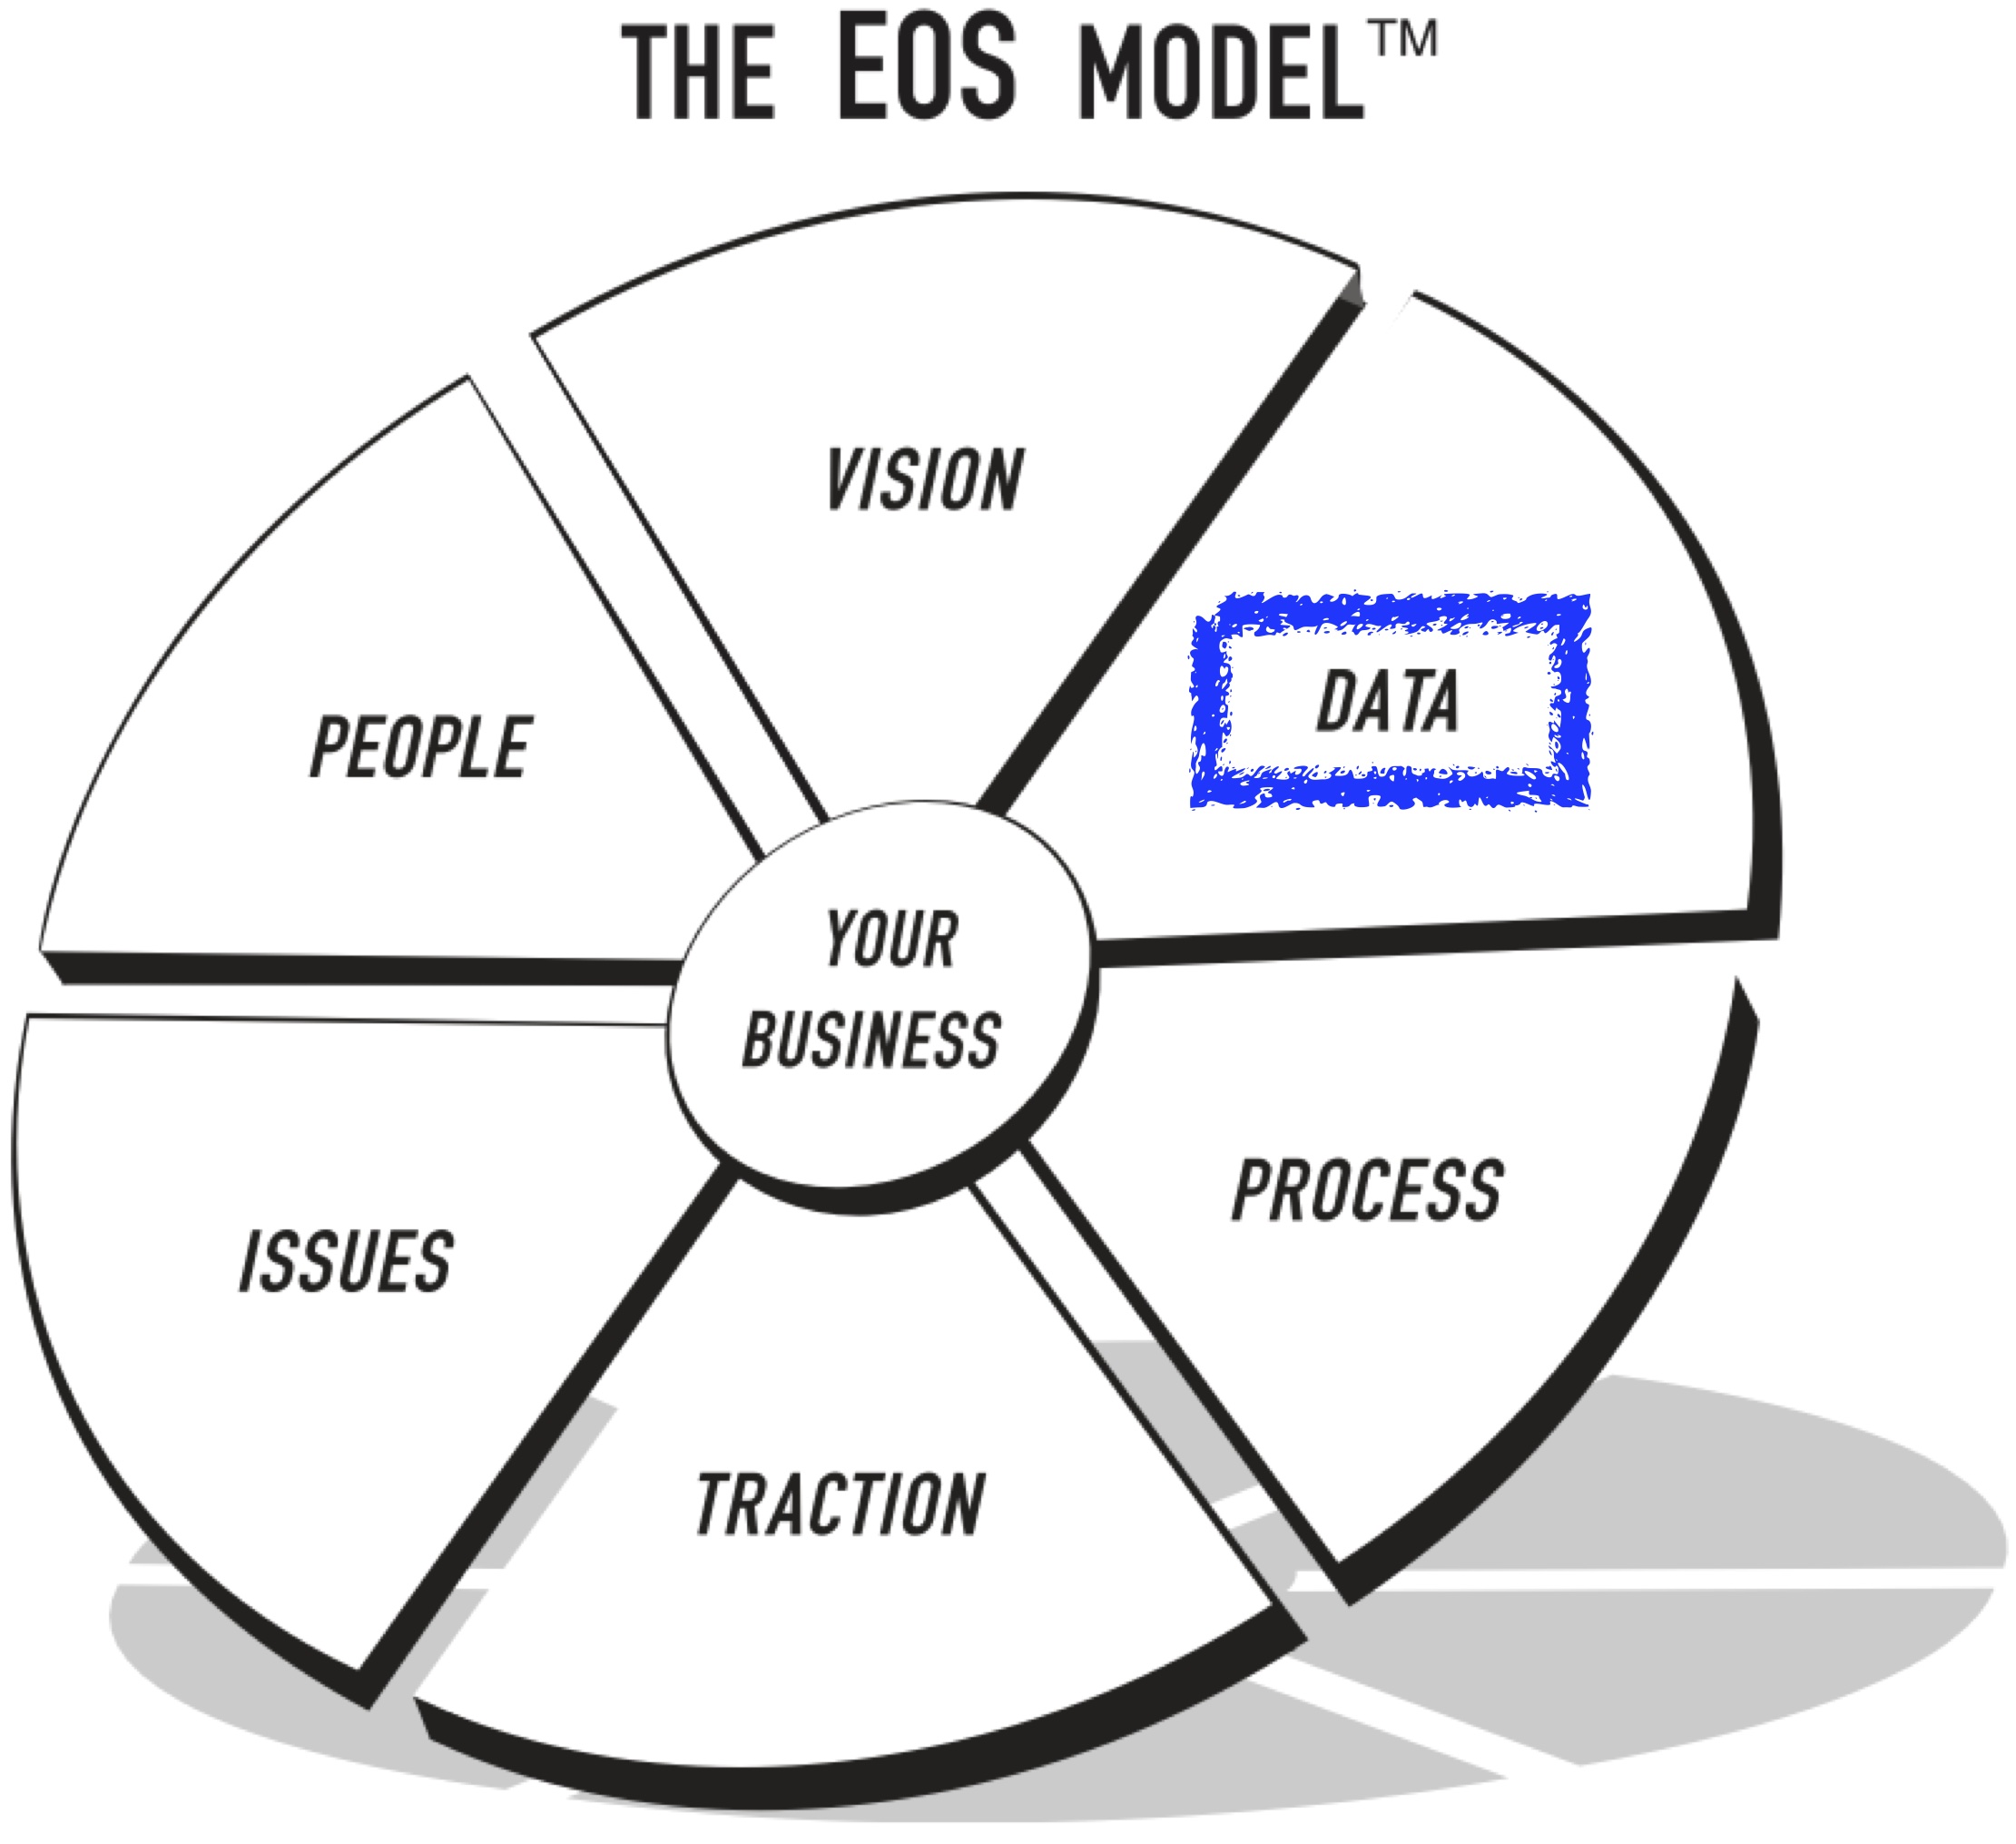 THE EOS MODEL™
VISION
DATA
PEOPLE
YOUR
BUSINESS
PROCESS
ISSUES
TRACTION